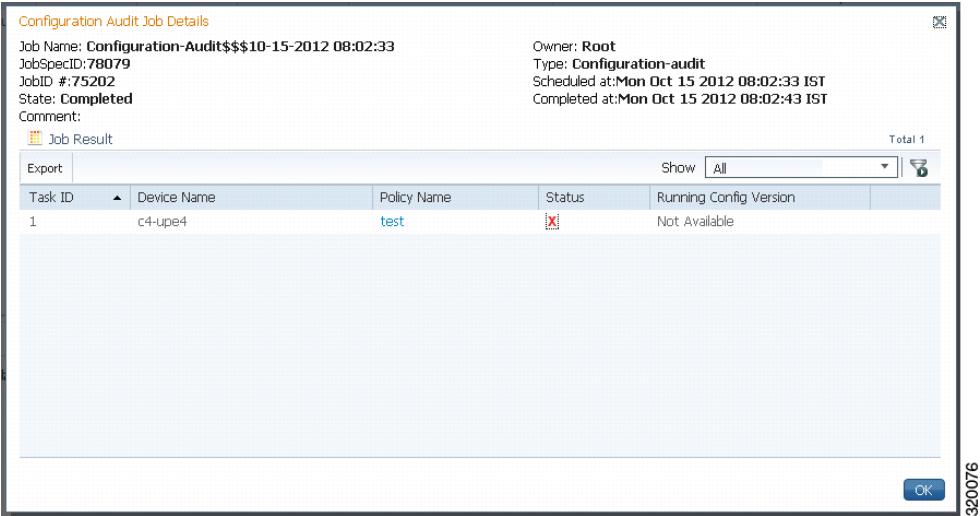 Configuration Audit Job Details
Job Name: Configuration-Audit$$$10-15-2012 08:02:33
Owner: Root
JobSpecID:78079
Type: Configuration-audit
JobID #:75202
Scheduled at:Mon Oct 15 2012 08:02:33 IST
State: Completed
Completed at:Mon Oct 15 2012 08:02:43 IST
Comment:
Job Result
Total 1
Export
Show All
Task ID Device Name Policy Name Status Running Config Version
1 c4-upe4 test X Not Available
OK
320076